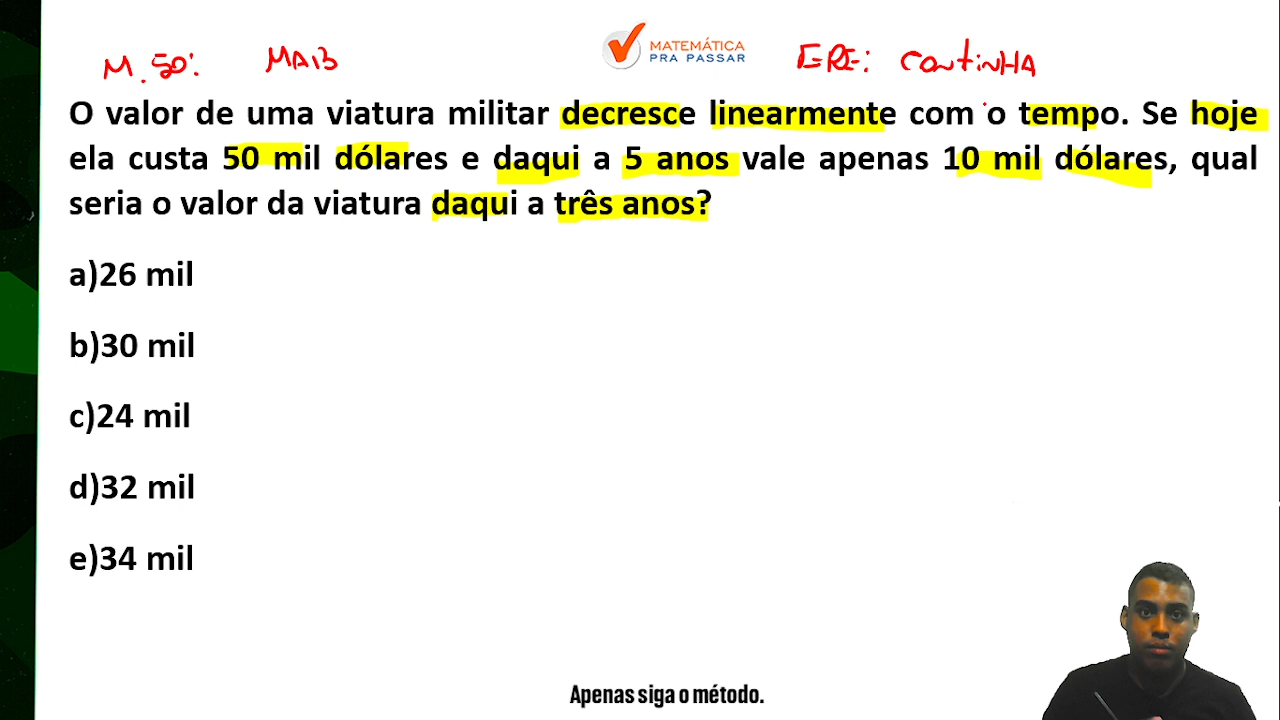 M. 50: MAIB
MATEMÁTICA
PRA PASSAR
ERE: CONTINHA
O valor de uma viatura militar decresce linearmente com o tempo. Se hoje
ela custa 50 mil dólares e daqui a 5 anos vale apenas 10 mil dólares, qual
seria o valor da viatura daqui a três anos?
a)26 mil
b)30 mil
c)24 mil
d)32 mil
e)34 mil
Apenas siga o método.